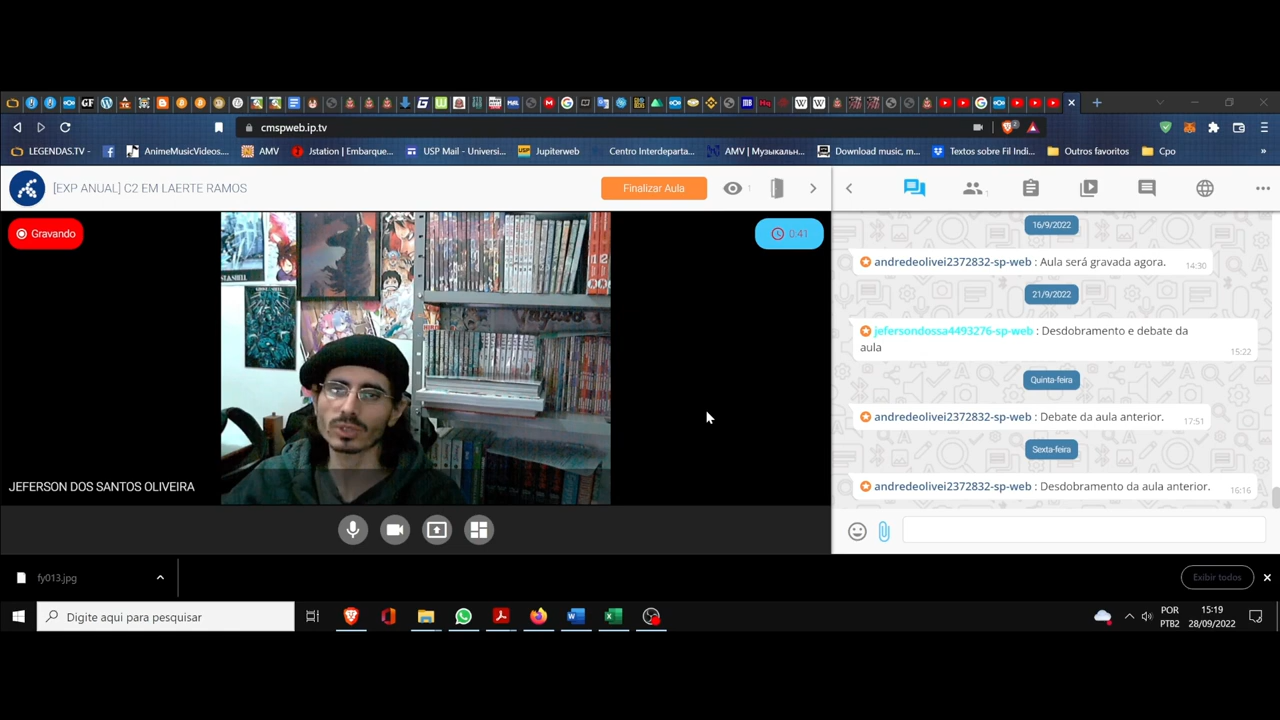 cmspweb.ip.tv
2
LEGENDAS.TV -
AnimeMusicVideos....
AMV
Jstation | Embarque...
USP Mail - Universi...
Jupiterweb
Centro Interdeparta...
AMV | Музыкальн...
Download music, m...
Textos sobre Fil Indi...
Outros favoritos
Cpo
»
[EXP ANUAL] C2 EM LAERTE RAMOS
Finalizar Aula
1
1
Gravando
0:41
16/9/2022
andredeolivei2372832-sp-web : Aula será gravada agora.
14:30
21/9/2022
jefersondossa4493276-sp-web : Desdobramento e debate da
aula
15:22
Quinta-feira
andredeolivei2372832-sp-web : Debate da aula anterior.
17:51
Sexta-feira
andredeolivei2372832-sp-web : Desdobramento da aula anterior.
16:16
JEFERSON DOS SANTOS OLIVEIRA
fy013.jpg
Exibir todos
Digite aqui para pesquisar
POR
PTB2
15:19
28/09/2022